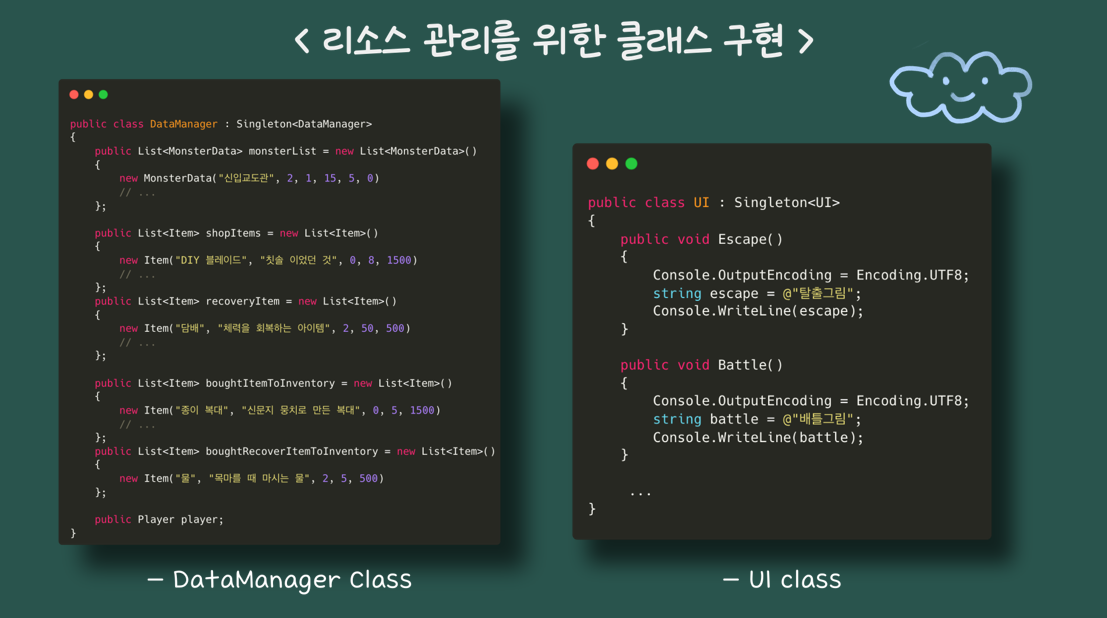 < 리소스 관리를 위한 클래스 구현 >
public class DataManager : Singleton<DataManager>
{
    public List<MonsterData> monsterList = new List<MonsterData>()
    {
        new MonsterData("신입교도관", 2, 1, 15, 5, 0)
        // ...
    };
    public List<Item> shopItems = new List<Item>()
    {
        new Item("DIY 블레이드", "칫솔 이었던 것", 0, 8, 1500)
        // ...
    };
    public List<Item> recoveryItem = new List<Item>()
    {
        new Item("담배", "체력을 회복하는 아이템", 2, 50, 500)
        // ...
    };
    public List<Item> boughtItemToInventory = new List<Item>()
    {
        new Item("종이 복대", "신문지 뭉치로 만든 복대", 0, 5, 1500)
        // ...
    };
    public List<Item> boughtRecoverItemToInventory = new List<Item>()
    {
        new Item("물", "목마를 때 마시는 물", 2, 5, 500)
    };
    public Player player;
}
– DataManager Class
public class UI : Singleton<UI>
{
    public void Escape()
    {
        Console.OutputEncoding = Encoding.UTF8;
        string escape = @"탈출그림";
        Console.WriteLine(escape);
    }
    public void Battle()
    {
        Console.OutputEncoding = Encoding.UTF8;
        string battle = @"배틀그림";
        Console.WriteLine(battle);
    }
    ...
}
– UI class